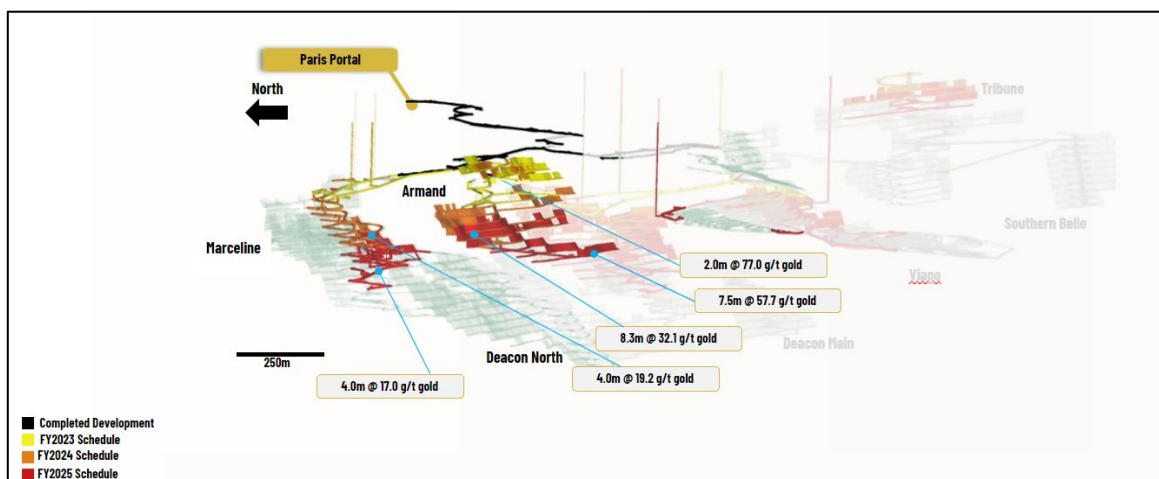 Paris Portal
North
Tribune
Armand
Marceline
Southern Belle
2.0m @ 77.0 g/t gold
Viago
7.5m @ 57.7 g/t gold
8.3m @ 32.1 g/t gold
Deacon Main
Deacon North
250m
4.0m @ 17.0 g/t gold
4.0m @ 19.2 g/t gold
Completed Development
FY2023 Schedule
FY2024 Schedule
FY2025 Schedule